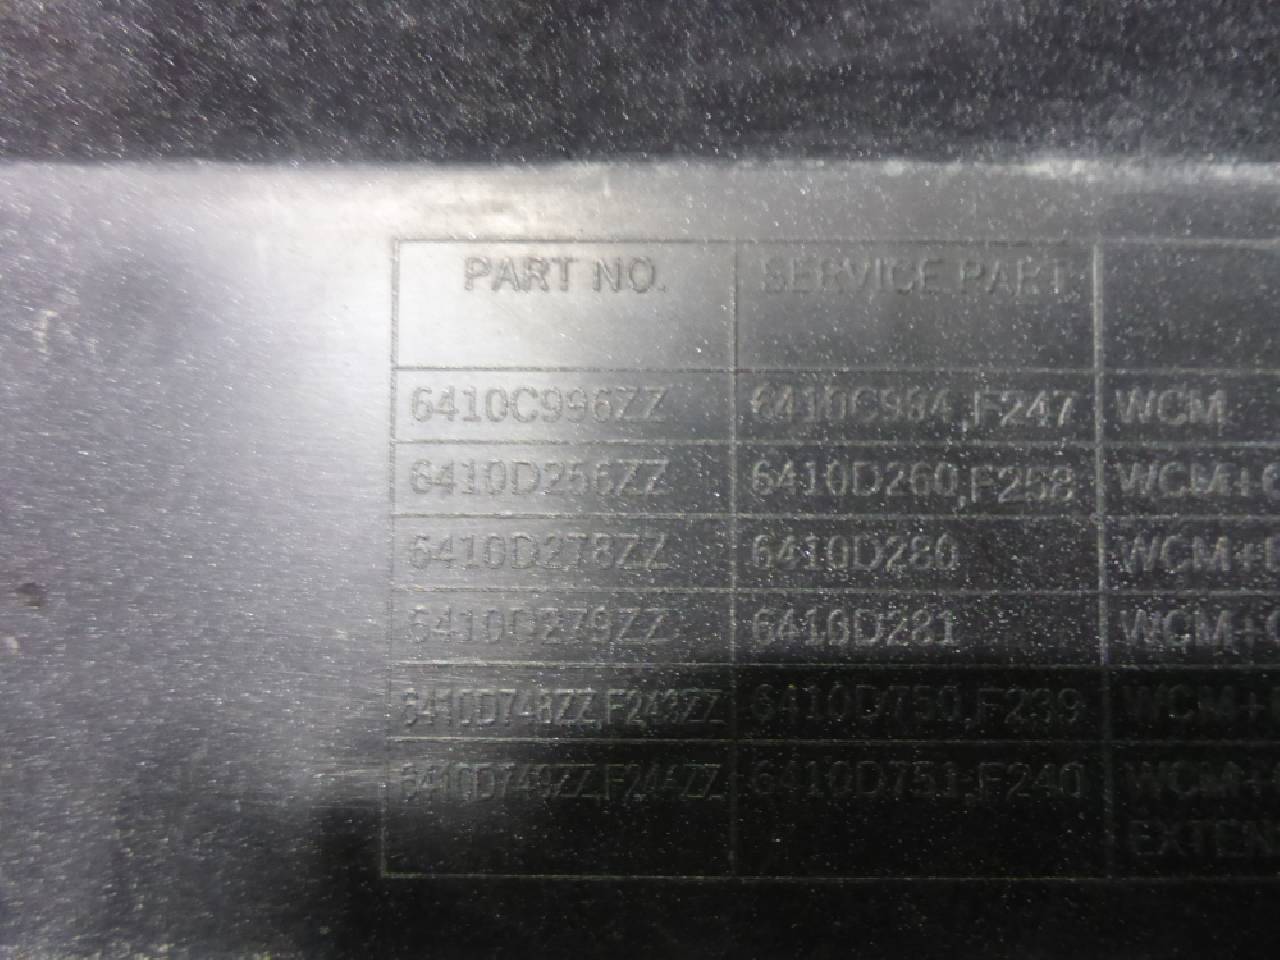 PART NO. SERVICE PART
6410C996ZZ 6410C984,F247 WCM
6410D256ZZ 6410D260,F258 WCM+
6410D278ZZ 6410D280 WCM+
6410D279ZZ 6410D281 WCM+
6410D748ZZ,F243ZZ 6410D750,F239 WCM+
6410D749ZZ,F244ZZ 6410D751,F240 WCM+
EXTEN